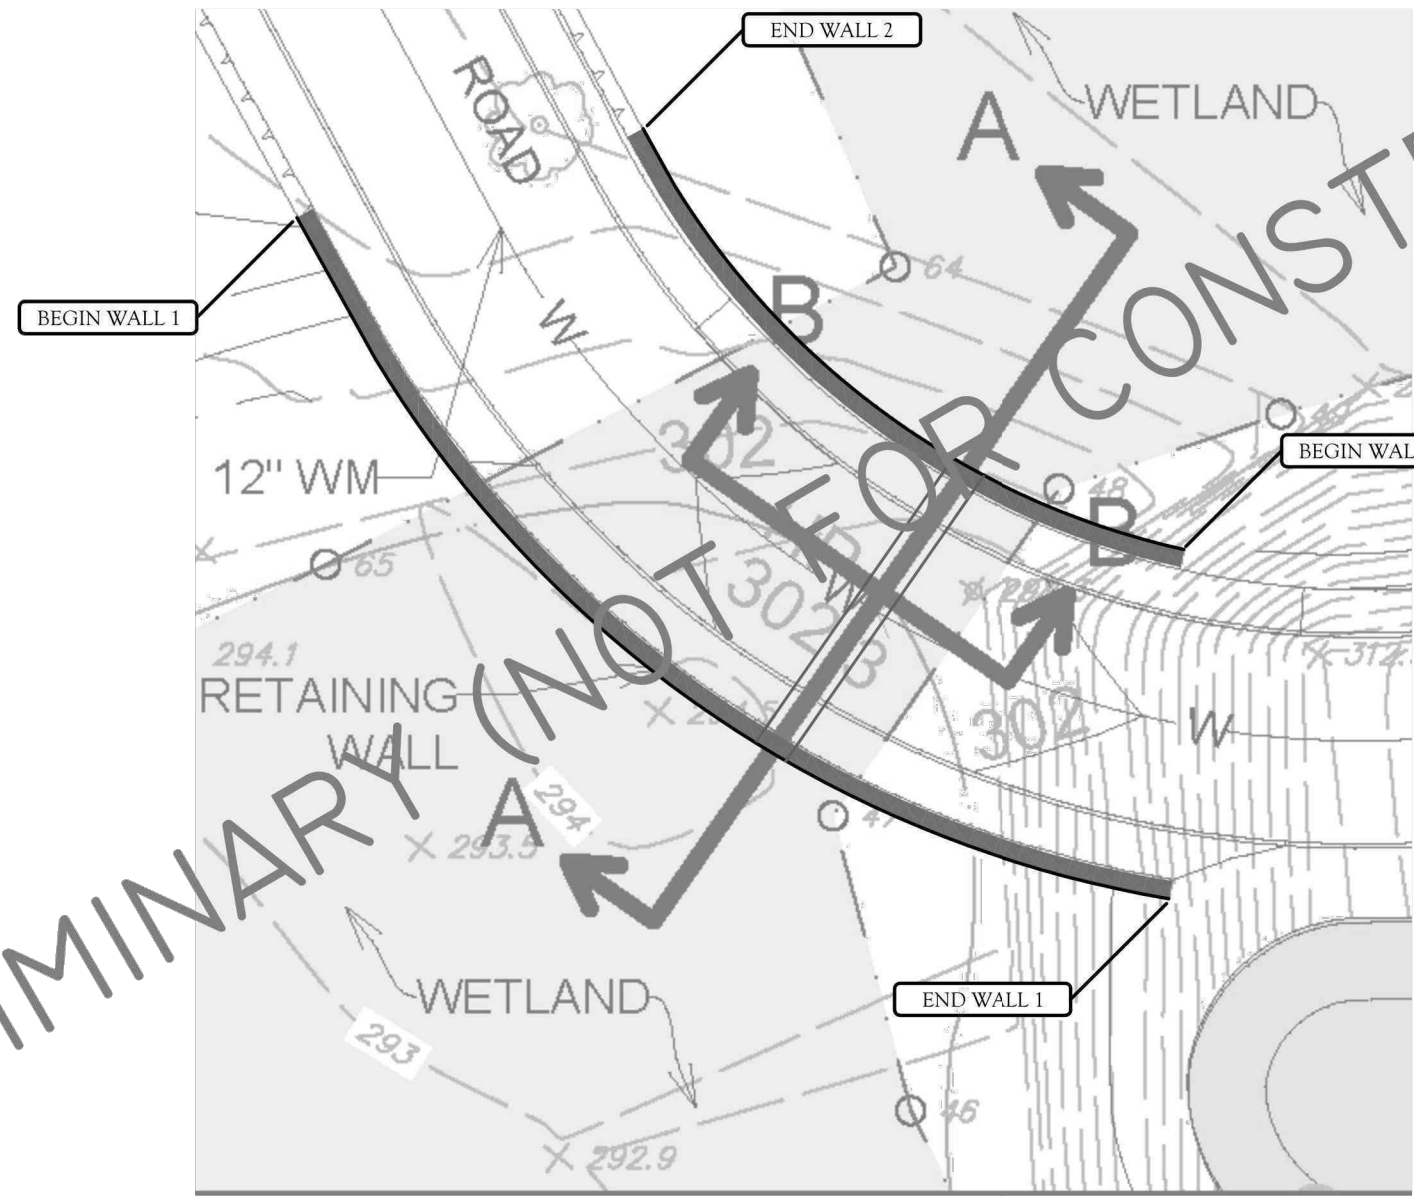 END WALL 2
ROAD
A
WETLAND
64
B
BEGIN WALL 1
W
302
12" WM
BEGIN WAL
48
B
65
302.3
294.1
RETAINING
WALL
302
W
A
294
47
293.5
IMINARY (NOT FOR CONST
WETLAND
END WALL 1
293
46
292.9